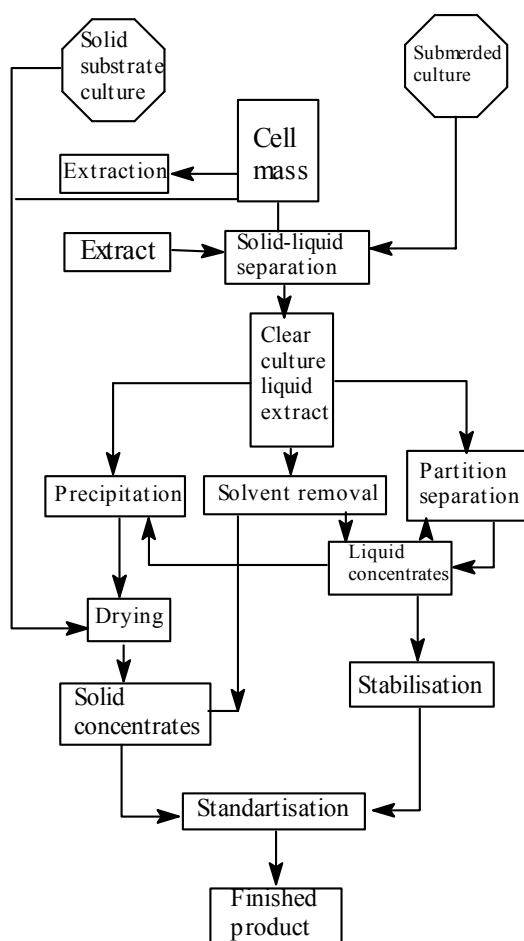 Solid
substrate
culture
Submerded
culture
Cell
mass
Extraction
Extract
Solid-liquid
separation
Clear
culture
liquid
extract
Precipitation
Solvent removal
Partition
separation
Liquid
concentrates
Drying
Stabilisation
Solid
concentrates
Standartisation
Finished
product